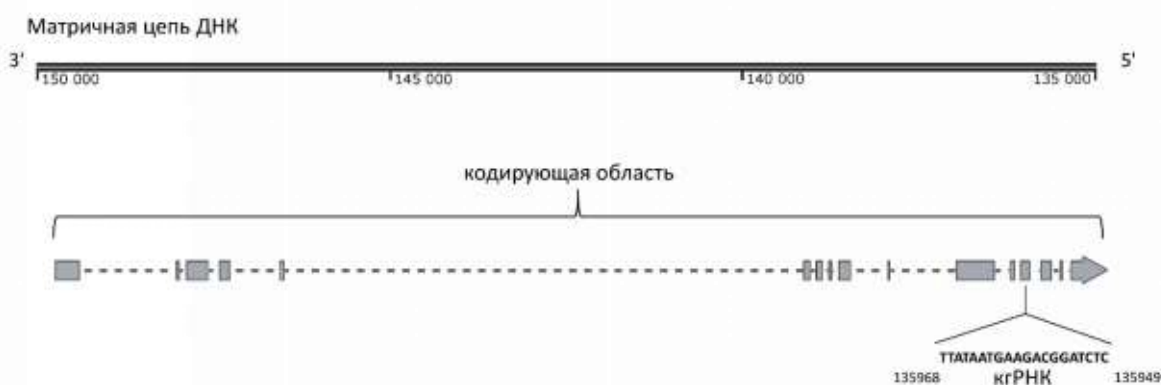 Матричная цепь ДНК
3' 5'
150 000 145 000 140 000 135 000
кодирующая область
TTATAATGAAGACGGATCTC
135968 кгРНК 135949